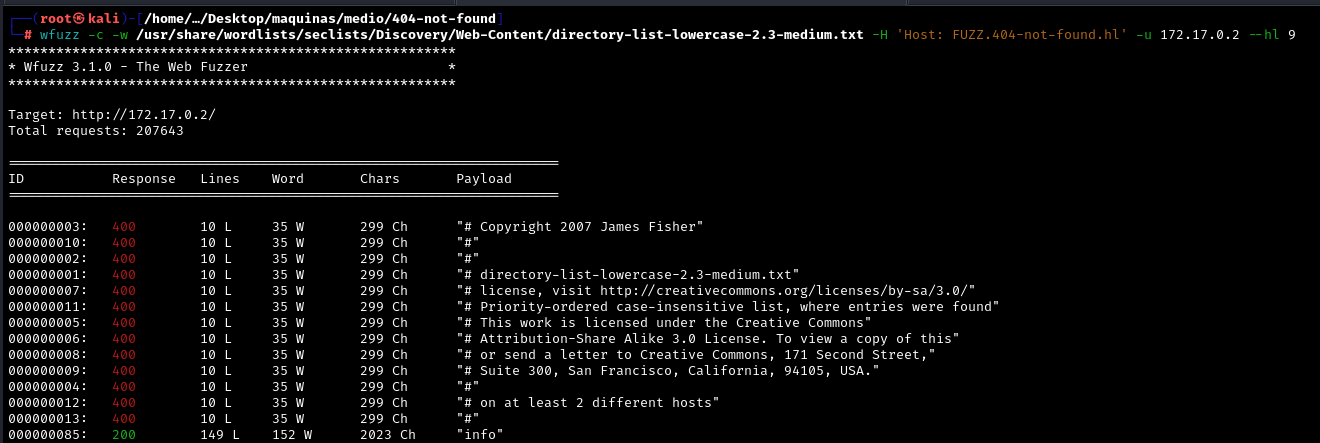 (root㉿kali)-[/home/…/Desktop/maquinas/medio/404-not-found]
# wfuzz -c -w /usr/share/wordlists/seclists/Discovery/Web-Content/directory-list-lowercase-2.3-medium.txt -H 'Host: FUZZ.404-not-found.hl' -u 172.17.0.2 --hl 9
********************************************************
* Wfuzz 3.1.0 - The Web Fuzzer                         *
********************************************************
Target: http://172.17.0.2/
Total requests: 207643
=====================================================================
ID           Response   Lines    Word       Chars       Payload
=====================================================================
000000003:   400        10 L     35 W       299 Ch      "# Copyright 2007 James Fisher"
000000010:   400        10 L     35 W       299 Ch      "#"
000000002:   400        10 L     35 W       299 Ch      "#"
000000001:   400        10 L     35 W       299 Ch      "# directory-list-lowercase-2.3-medium.txt"
000000007:   400        10 L     35 W       299 Ch      "# license, visit http://creativecommons.org/licenses/by-sa/3.0/"
000000011:   400        10 L     35 W       299 Ch      "# Priority-ordered case-insensitive list, where entries were found"
000000005:   400        10 L     35 W       299 Ch      "# This work is licensed under the Creative Commons"
000000006:   400        10 L     35 W       299 Ch      "# Attribution-Share Alike 3.0 License. To view a copy of this"
000000008:   400        10 L     35 W       299 Ch      "# or send a letter to Creative Commons, 171 Second Street,"
000000009:   400        10 L     35 W       299 Ch      "# Suite 300, San Francisco, California, 94105, USA."
000000004:   400        10 L     35 W       299 Ch      "#"
000000012:   400        10 L     35 W       299 Ch      "# on at least 2 different hosts"
000000013:   400        10 L     35 W       299 Ch      "#"
000000085:   200        149 L    152 W      2023 Ch     "info"